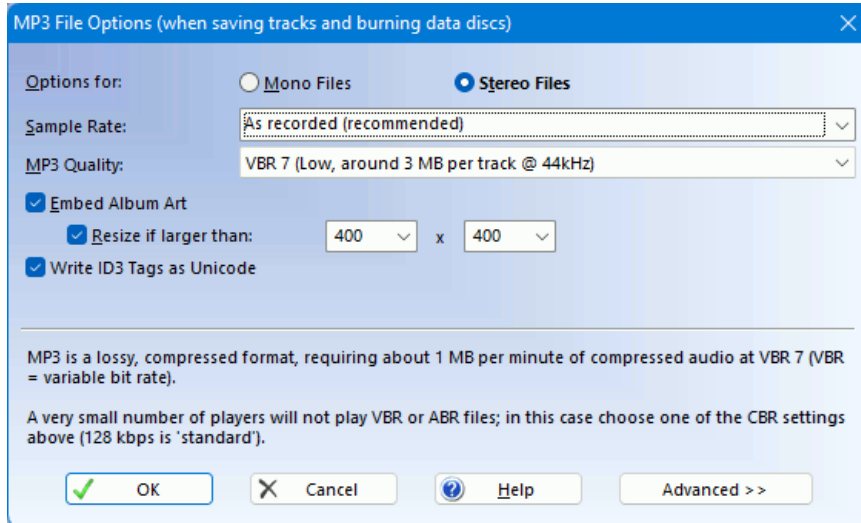 MP3 File Options (when saving tracks and burning data discs)
Options for: Mono Files Stereo Files
Sample Rate: As recorded (recommended)
MP3 Quality: VBR 7 (Low, around 3 MB per track @ 44kHz)
Embed Album Art
Resize if larger than: 400 x 400
Write ID3 Tags as Unicode
MP3 is a lossy, compressed format, requiring about 1 MB per minute of compressed audio at VBR 7 (VBR
= variable bit rate).
A very small number of players will not play VBR or ABR files; in this case choose one of the CBR settings
above (128 kbps is 'standard').
OK Cancel Help Advanced >>